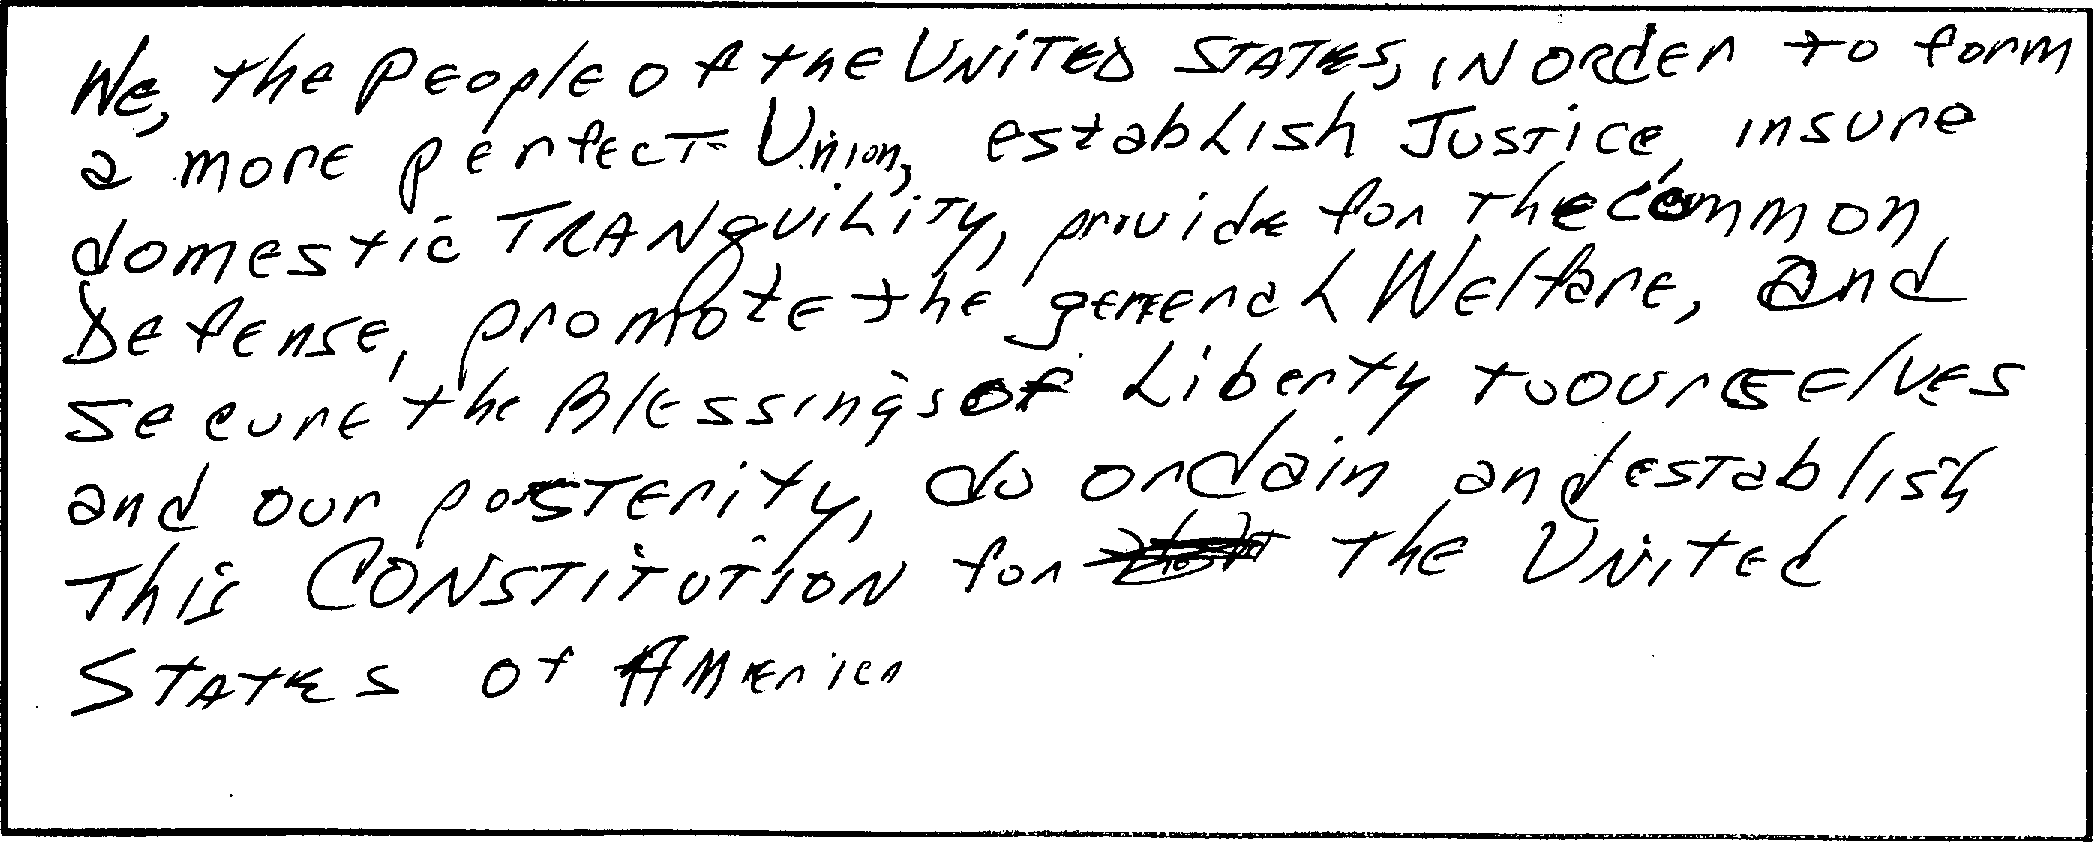 We, the People of the UNITED STATES, IN ORDER to form
a more perfect Union, establish Justice, insure
domestic TRANquiLiTy, provide for the common
Defense, promote the general Welfare, and
secure the Blessings of Liberty to ourselves
and our posterity, do ordain and establish
This CONSTITUTION for the United
States of America